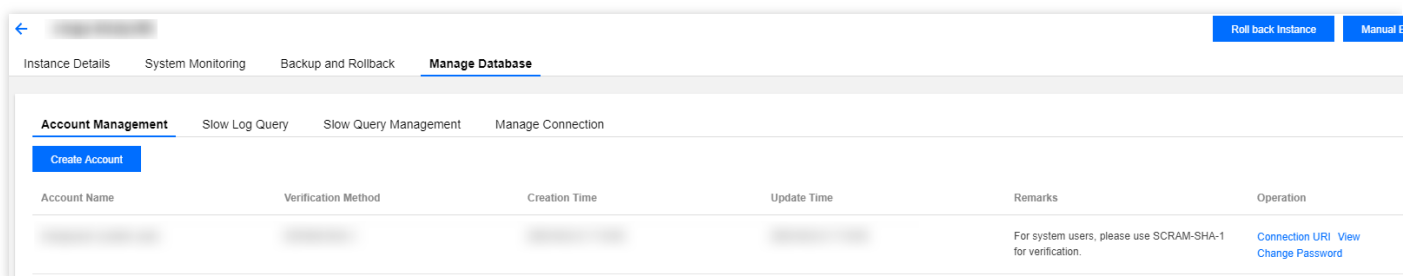 Roll back Instance
Manual
Instance Details
System Monitoring
Backup and Rollback
Manage Database
Account Management
Slow Log Query
Slow Query Management
Manage Connection
Create Account
Account Name
Verification Method
Creation Time
Update Time
Remarks
Operation
For system users, please use SCRAM-SHA-1
for verification.
Connection URI View
Change Password